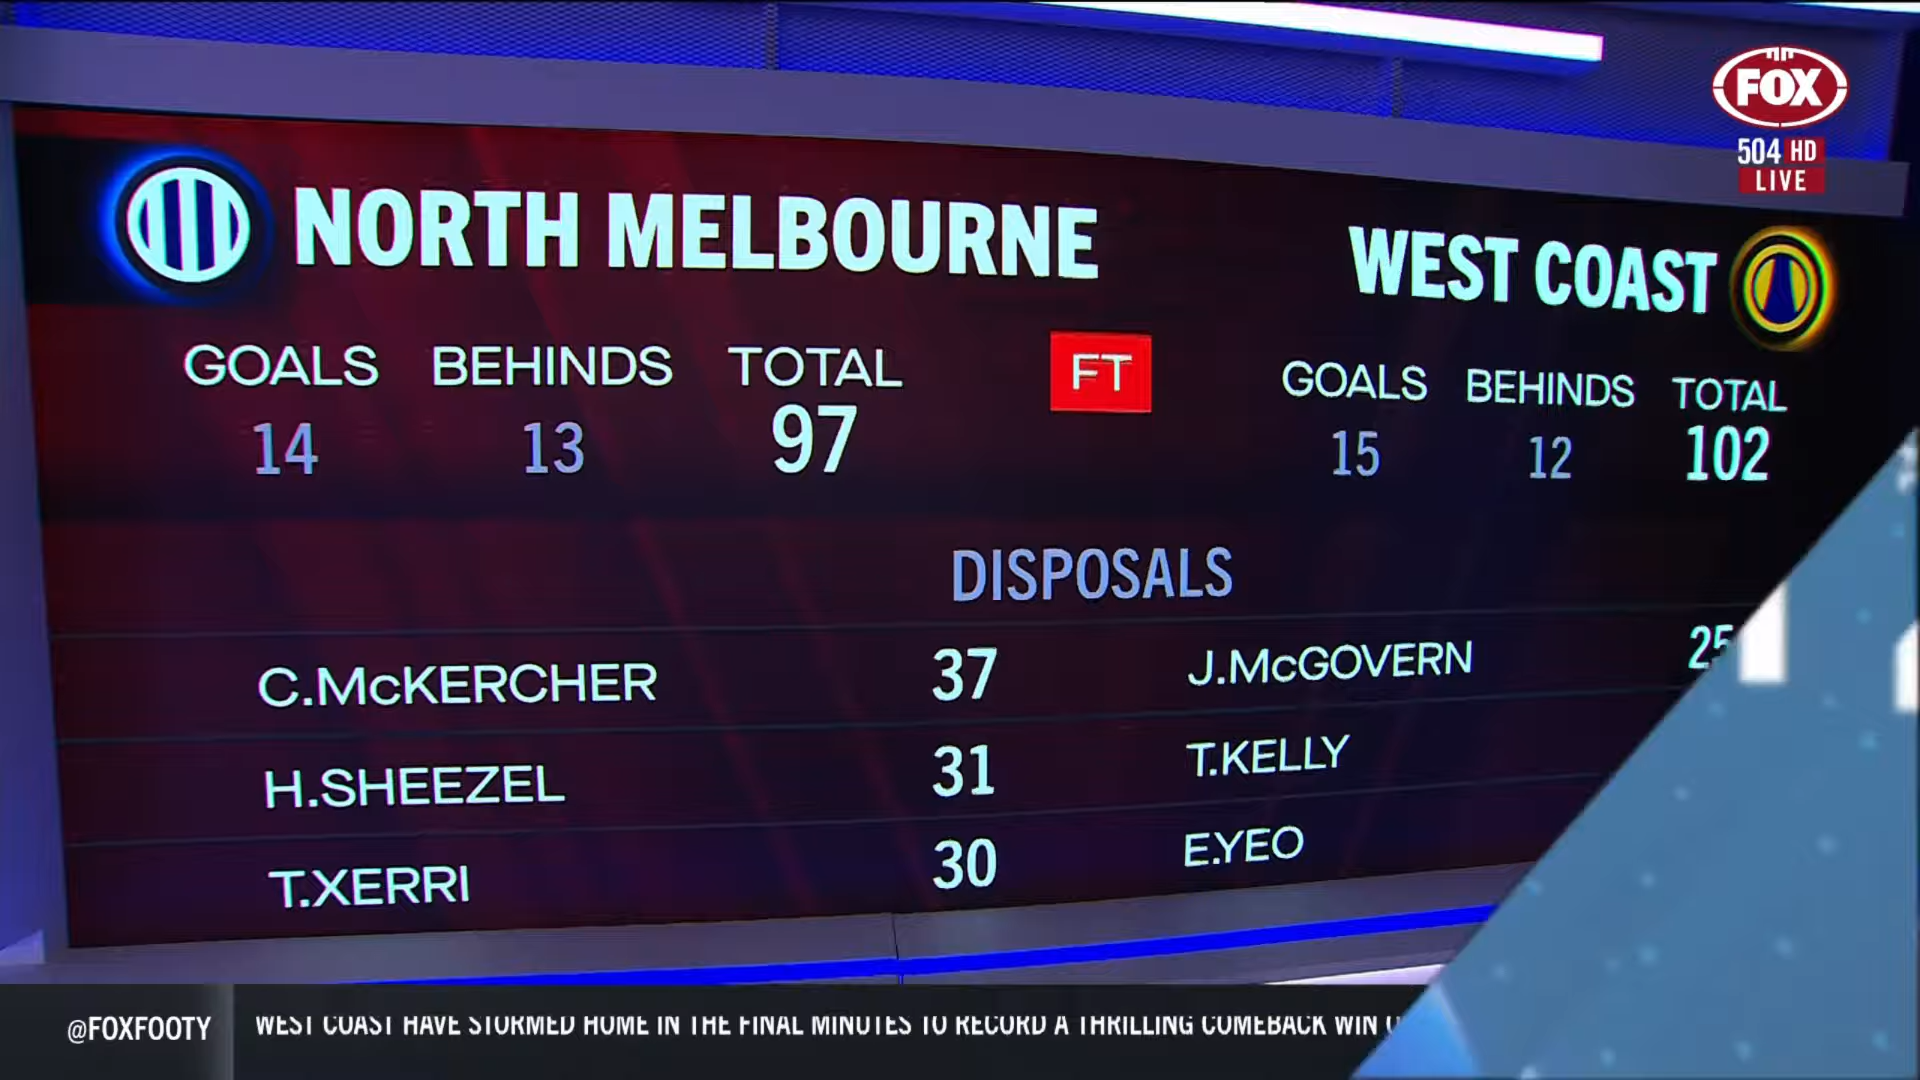 FOX
504 HD
LIVE
NORTH MELBOURNE
WEST COAST
GOALS BEHINDS TOTAL
14 13 97
FT
GOALS BEHINDS TOTAL
15 12 102
DISPOSALS
C.McKERCHER 37 J.McGOVERN 25
H.SHEEZEL 31 T.KELLY
T.XERRI 30 E.YEO
@FOXFOOTY WEST COAST HAVE STORMED HOME IN THE FINAL MINUTES TO RECORD A THRILLING COMEBACK WIN